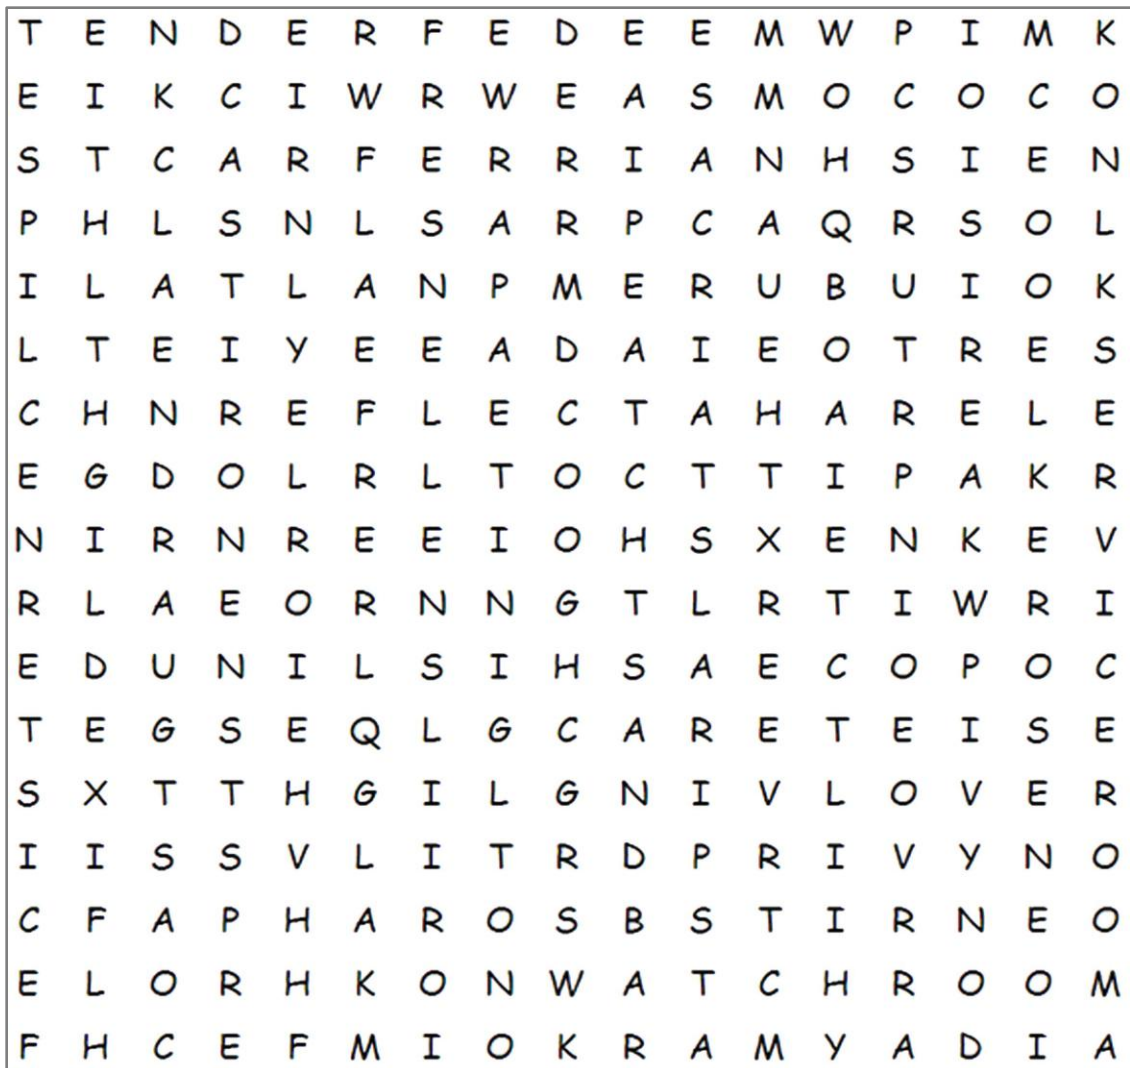 T E N D E R F E D E E M W P I M K
E I K C I W R W E A S M O C O C O
S T C A R F E R R I A N H S I E N
P H L S N L S A R P C A Q R S O L
I L A T L A N P M E R U B U I O K
L T E I Y E E A D A I E O T R E S
C H N R E F L E C T A H A R E L E
E G D O L R L T O C T T I P A K R
N I R N R E E I O H S X E N K E V
R L A E O R N N G T L R T I W R I
E D U N I L S I H S A E C O P O C
T E G S E Q L G C A R E T E I S E
S X T T H G I L G N I V L O V E R
I I S S V L I T R D P R I V Y N O
C F A P H A R O S B S T I R N E O
E L O R H K O N W A T C H R O O M
F H C E F M I O K R A M Y A D I A